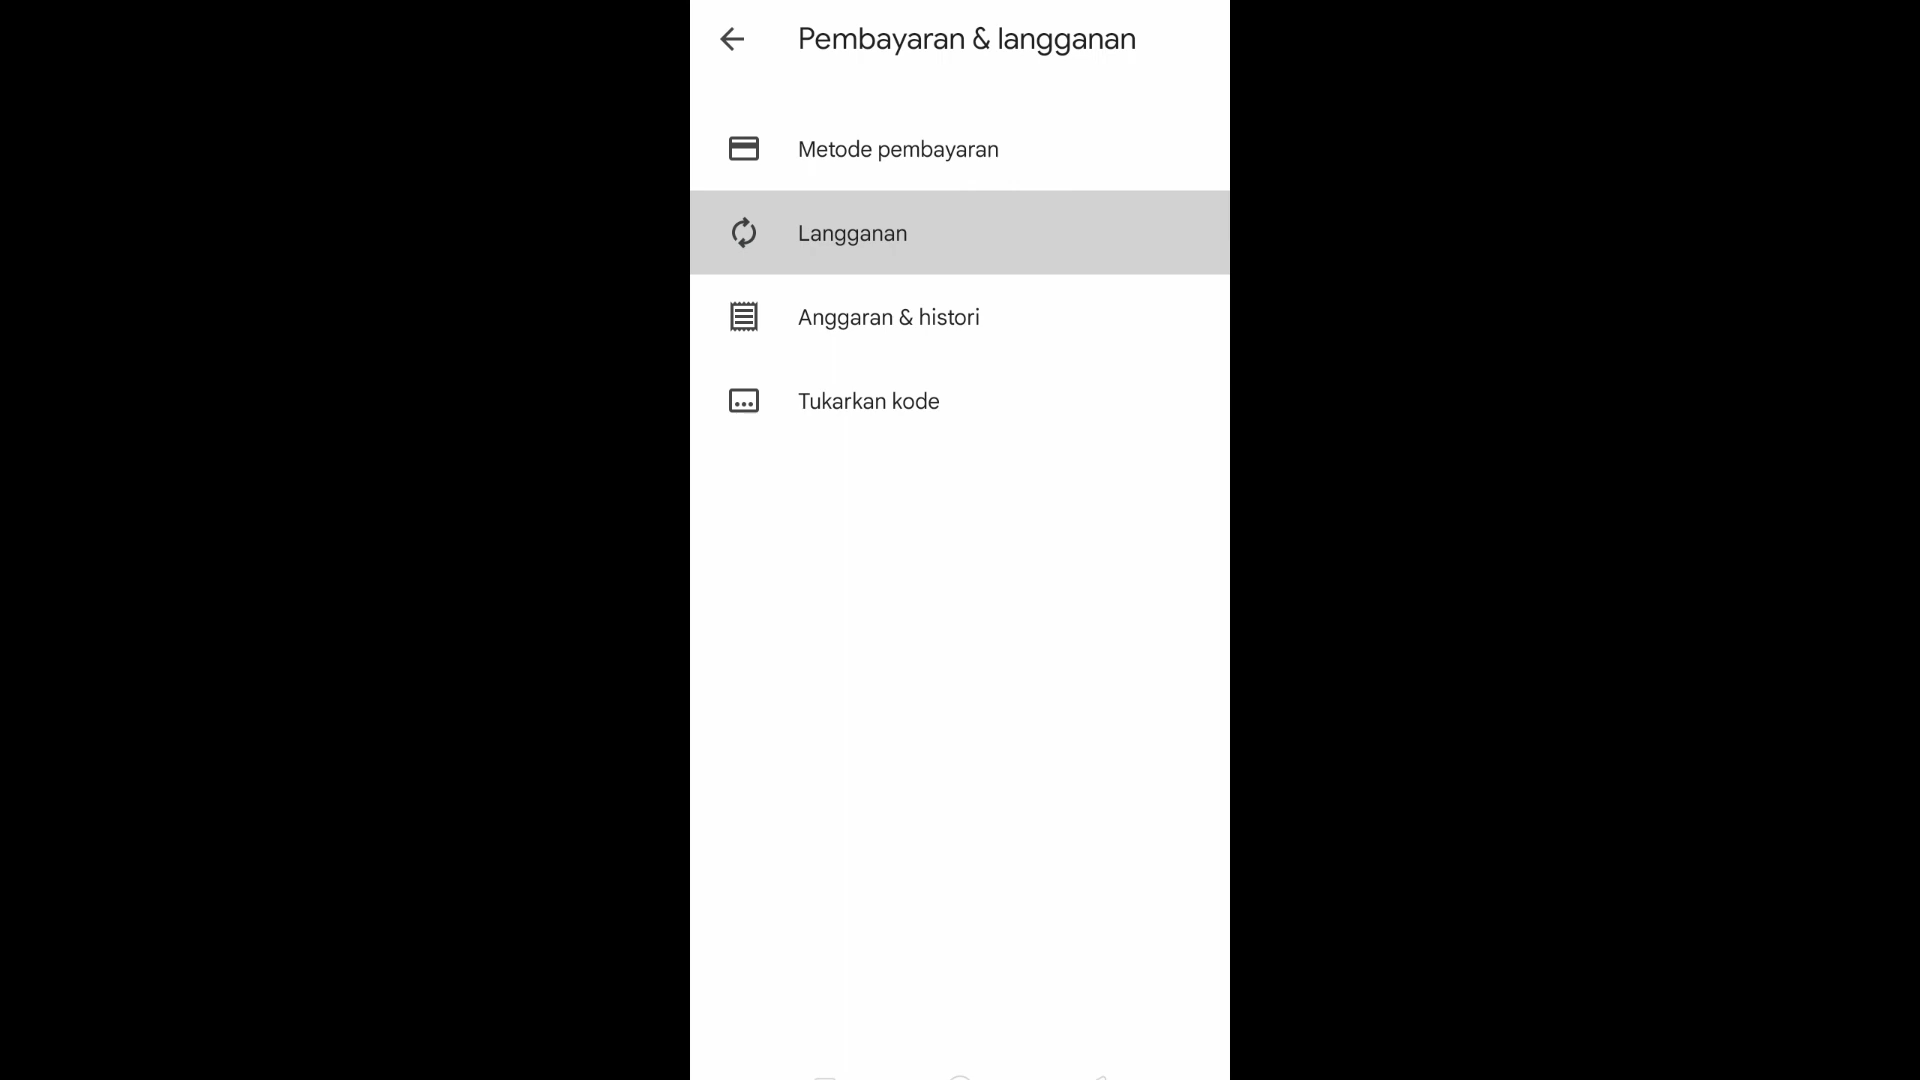 Pembayaran & langganan
Metode pembayaran
Langganan
Anggaran & histori
Tukarkan kode